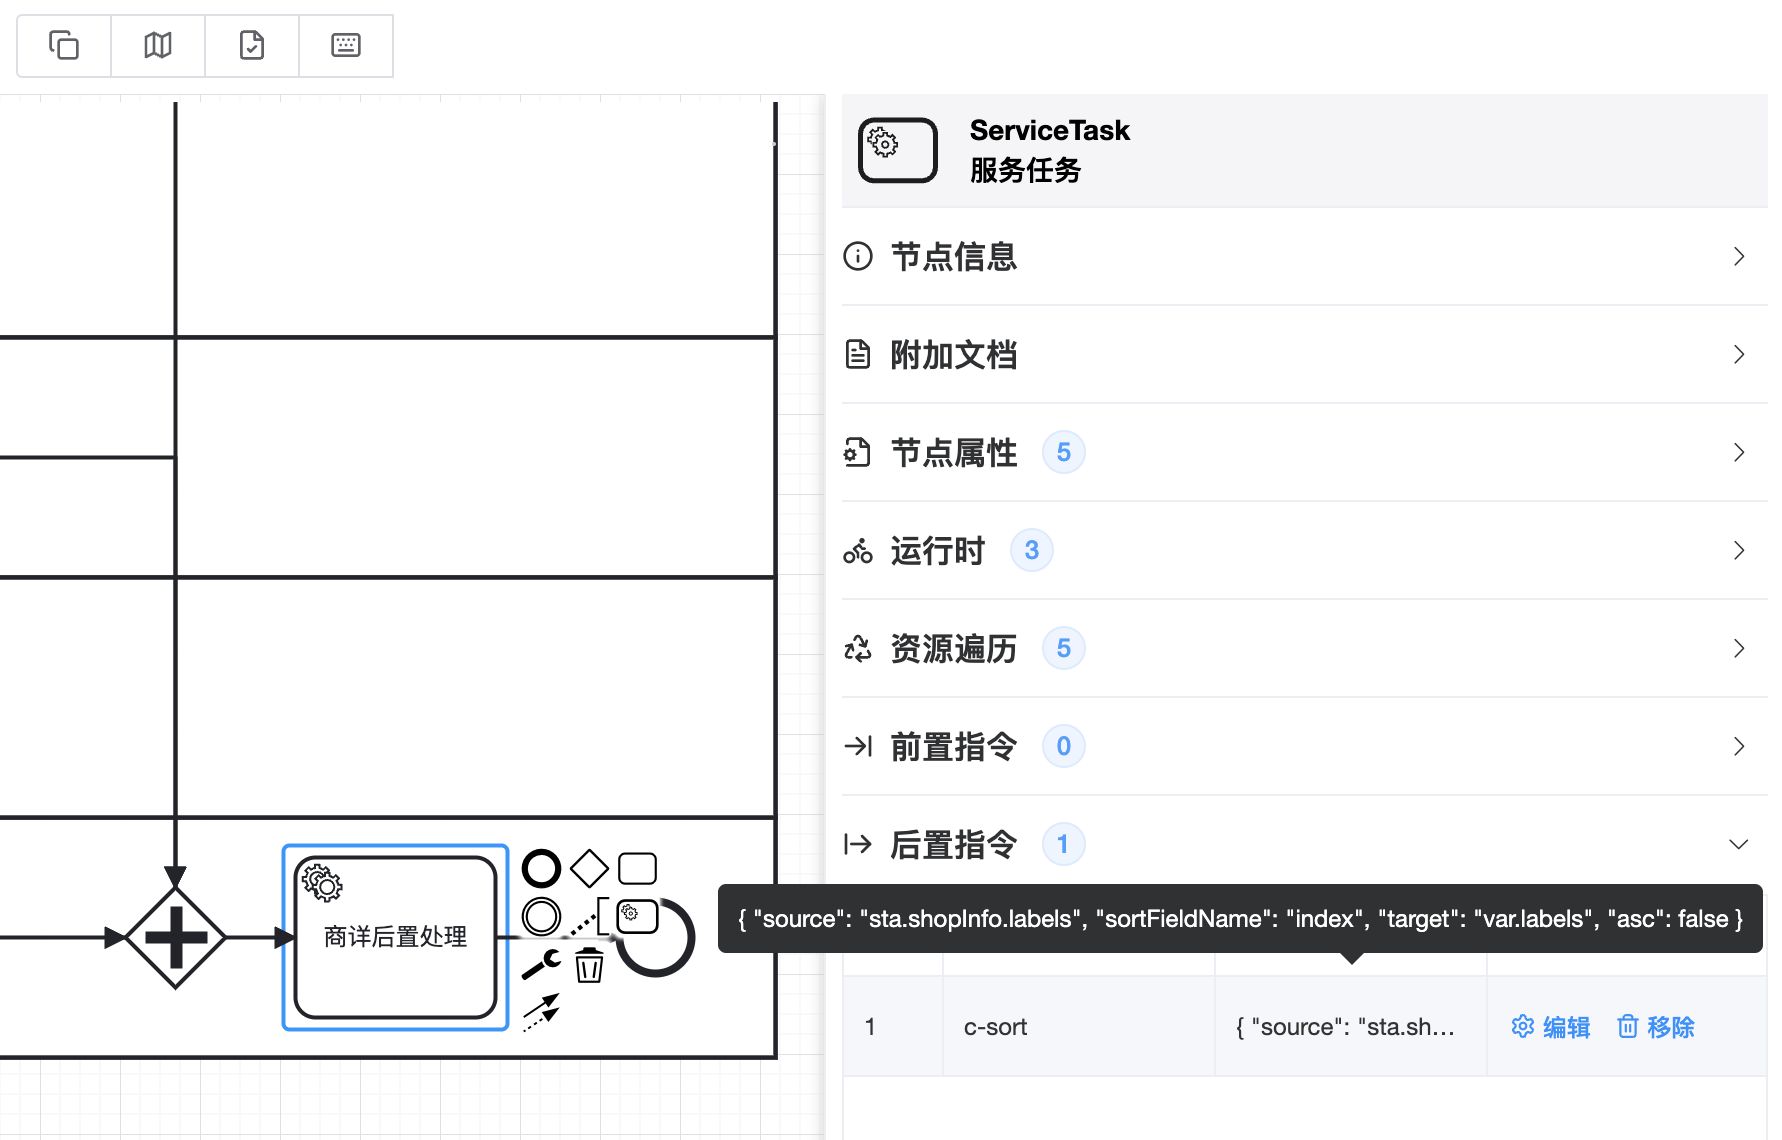 ServiceTask
服务任务
节点信息
附加文档
节点属性 5
运行时 3
资源遍历 5
前置指令 0
后置指令 1
{ "source": "sta.shopInfo.labels", "sortFieldName": "index", "target": "var.labels", "asc": false }
1 c-sort { "source": "sta.sh... 编辑 移除
商详后置处理